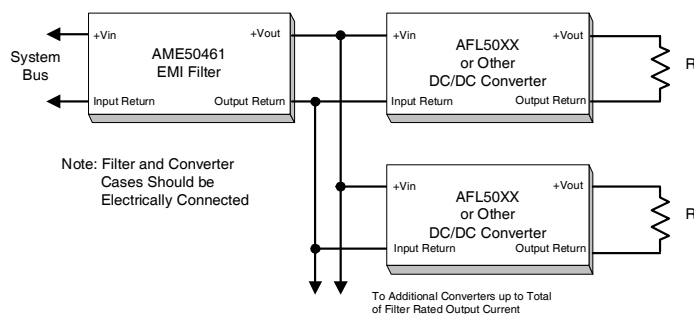 System
Bus
+Vin
+Vout
AME50461
EMI Filter
Input Return
Output Return
+Vin
+Vout
AFL50XX
or Other
DC/DC Converter
Input Return
Output Return
R
Note: Filter and Converter
Cases Should be
Electrically Connected
+Vin
+Vout
AFL50XX
or Other
DC/DC Converter
Input Return
Output Return
R
To Additional Converters up to Total
of Filter Rated Output Current